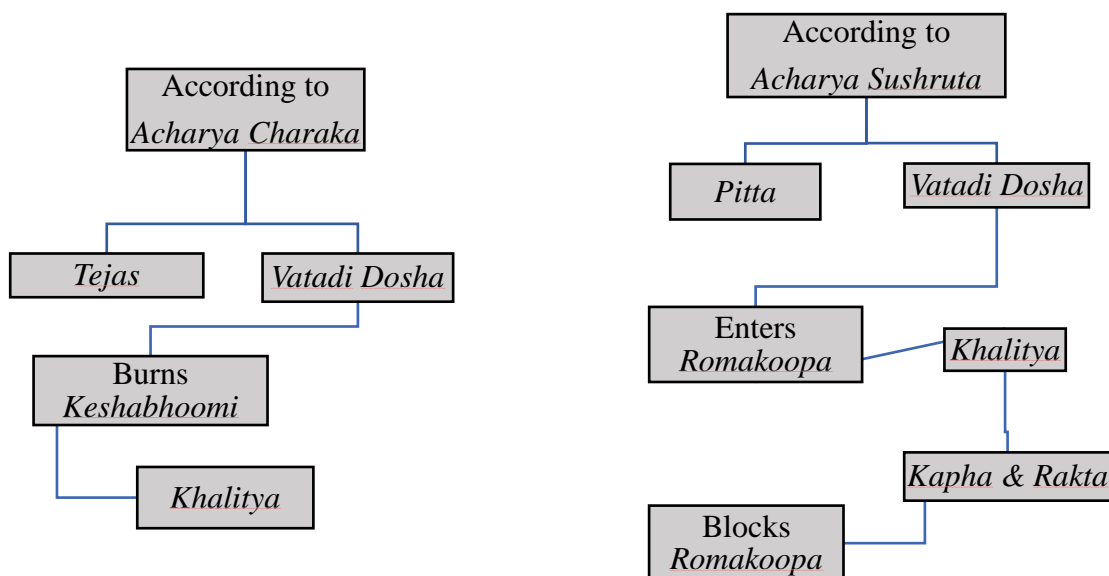 According to
Acharya Charaka
Tejas
Vatadi Dosha
Burns
Keshabhoomi
Khalitya
According to
Acharya Sushruta
Pitta
Vatadi Dosha
Enters
Romakoopa
Khalitya
Kapha & Rakta
Blocks
Romakoopa